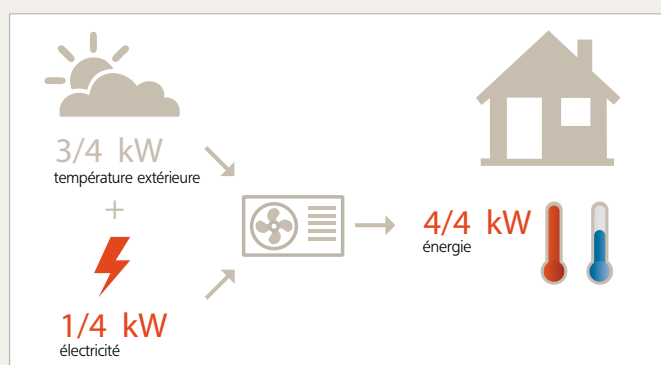 3/4 kW
température extérieure
+
1/4 kW
électricité
4/4 kW
énergie